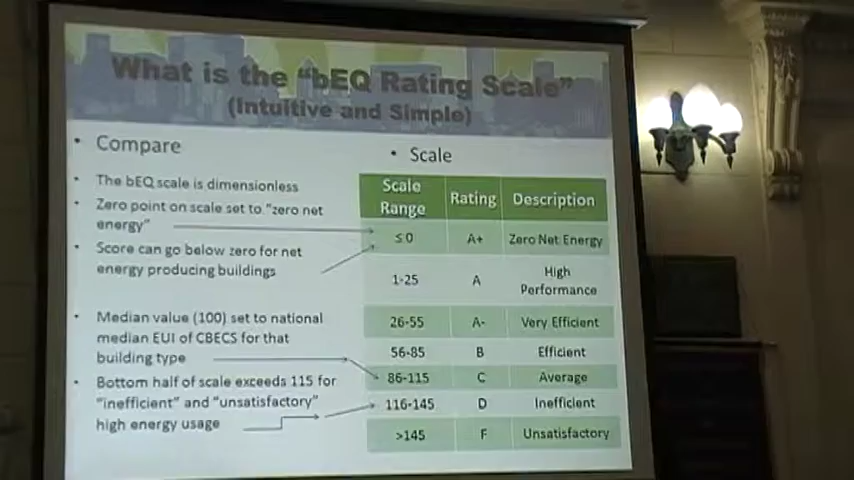 What is the "bEQ Rating Scale"
(Intuitive and Simple)
• Compare
• The bEQ scale is dimensionless
• Zero point on scale set to "zero net
energy"
• Score can go below zero for net
energy producing buildings
• Median value (100) set to national
median EUI of CBECS for that
building type
• Bottom half of scale exceeds 115 for
"inefficient" and "unsatisfactory"
high energy usage
• Scale
Scale Range Rating Description
≤ 0 A+ Zero Net Energy
1-25 A High Performance
26-55 A- Very Efficient
56-85 B Efficient
86-115 C Average
116-145 D Inefficient
>145 F Unsatisfactory